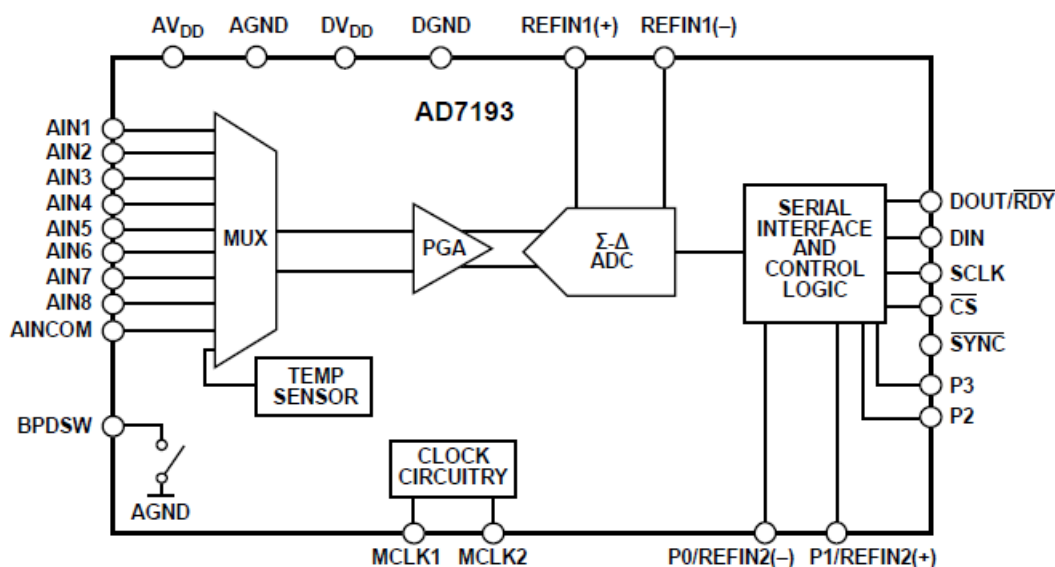 AVDD AGND DVDD DGND REFIN1(+) REFIN1(–)
AD7193
AIN1
AIN2
AIN3
AIN4
AIN5
AIN6
AIN7
AIN8
AINCOM
BPDSW
AGND
MUX
TEMP
SENSOR
PGA
Σ-Δ
ADC
CLOCK
CIRCUITRY
SERIAL
INTERFACE
AND
CONTROL
LOGIC
DOUT/RDY
DIN
SCLK
CS
SYNC
P3
P2
MCLK1 MCLK2 P0/REFIN2(–) P1/REFIN2(+)